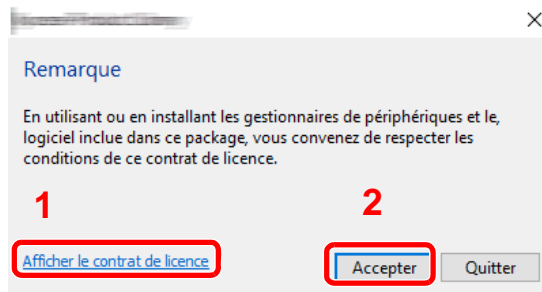 Remarque
En utilisant ou en installant les gestionnaires de périphériques et le,
logiciel inclue dans ce package, vous convenez de respecter les
conditions de ce contrat de licence.
1
2
Afficher le contrat de licence
Accepter
Quitter